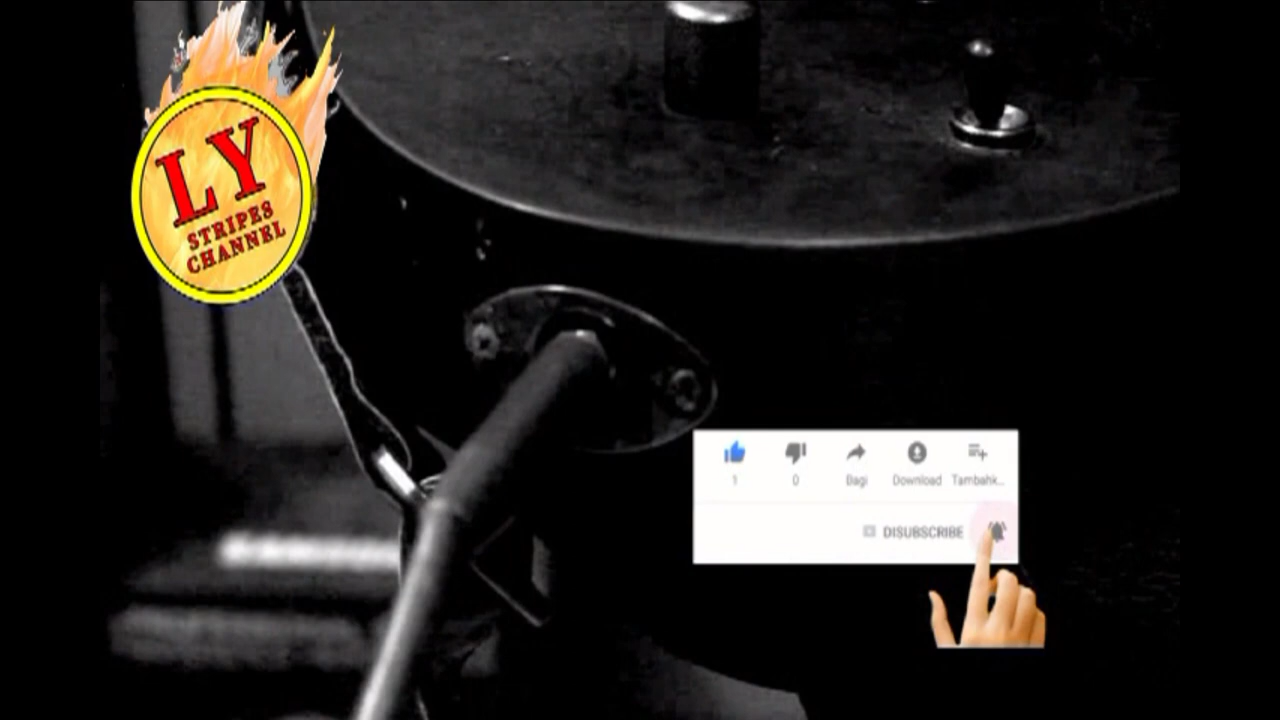 LY
STRIPES
CHANNEL
1 0 Bagi Download Tambahk...
DISUBSCRIBE